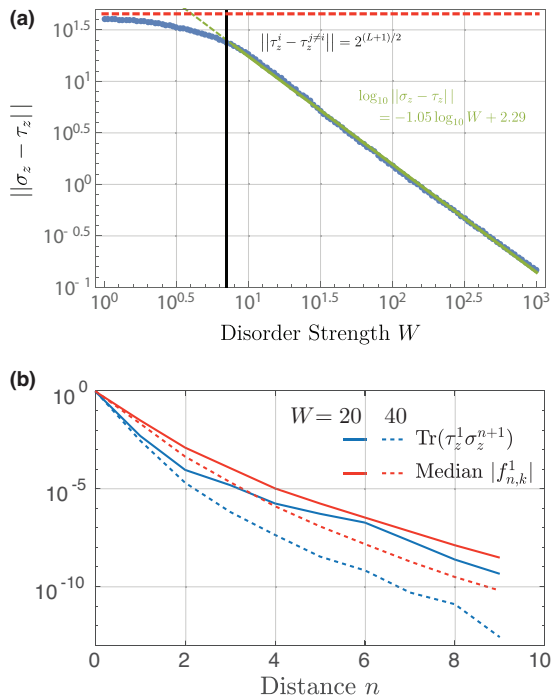 (a)
||σ_z − τ_z||
10^1.5
10^1
10^0.5
10^0
10^-0.5
10^-1
||τ_z^i − τ_z^{j≠i}|| = 2^{(L+1)/2}
log_10 ||σ_z − τ_z||
= −1.05 log_10 W + 2.29
10^0 10^0.5 10^1 10^1.5 10^2 10^2.5 10^3
Disorder Strength W
(b)
10^0
10^-5
10^-10
W = 20 40
Tr(τ_z^1 σ_z^{n+1})
Median |f_{n,k}^1|
0 2 4 6 8 10
Distance n